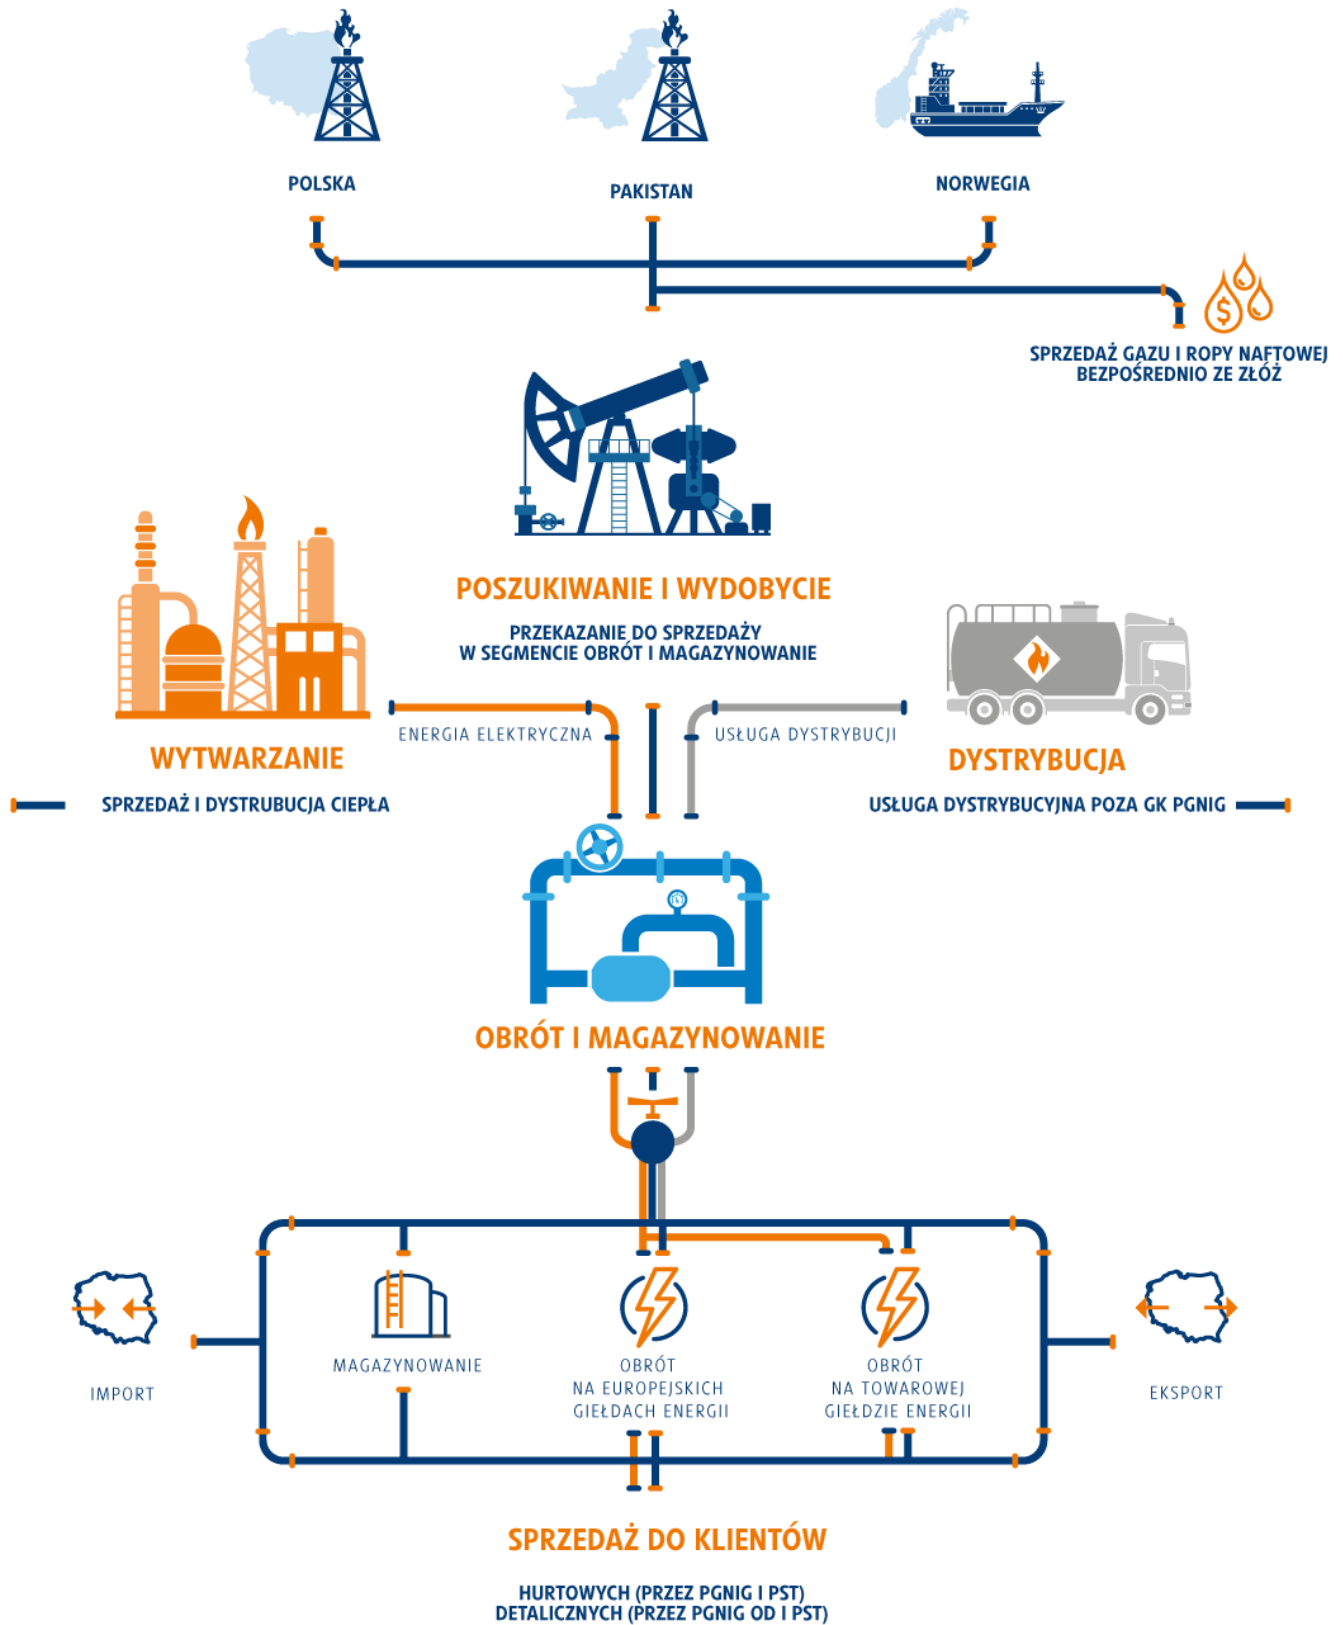 POLSKA
PAKISTAN
NORWEGIA
$
SPRZEDAŻ GAZU I ROPY NAFTOWEJ
BEZPOŚREDNIO ZE ZŁÓŻ
POSZUKIWANIE I WYDOBYCIE
PRZEKAZANIE DO SPRZEDAŻY
W SEGMENCIE OBRÓT I MAGAZYNOWANIE
ENERGIA ELEKTRYCZNA
USŁUGA DYSTRYBUCJI
WYTWARZANIE
DYSTRYBUCJA
SPRZEDAŻ I DYSTRUBUCJA CIEPŁA
USŁUGA DYSTRYBUCYJNA POZA GK PGNIG
OBRÓT I MAGAZYNOWANIE
IMPORT
MAGAZYNOWANIE
OBRÓT
NA EUROPEJSKICH
GIEŁDACH ENERGII
OBRÓT
NA TOWAROWEJ
GIEŁDZIE ENERGII
EKSPORT
SPRZEDAŻ DO KLIENTÓW
HURTOWYCH (PRZEZ PGNIG I PST)
DETALICZNYCH (PRZEZ PGNIG OD I PST)